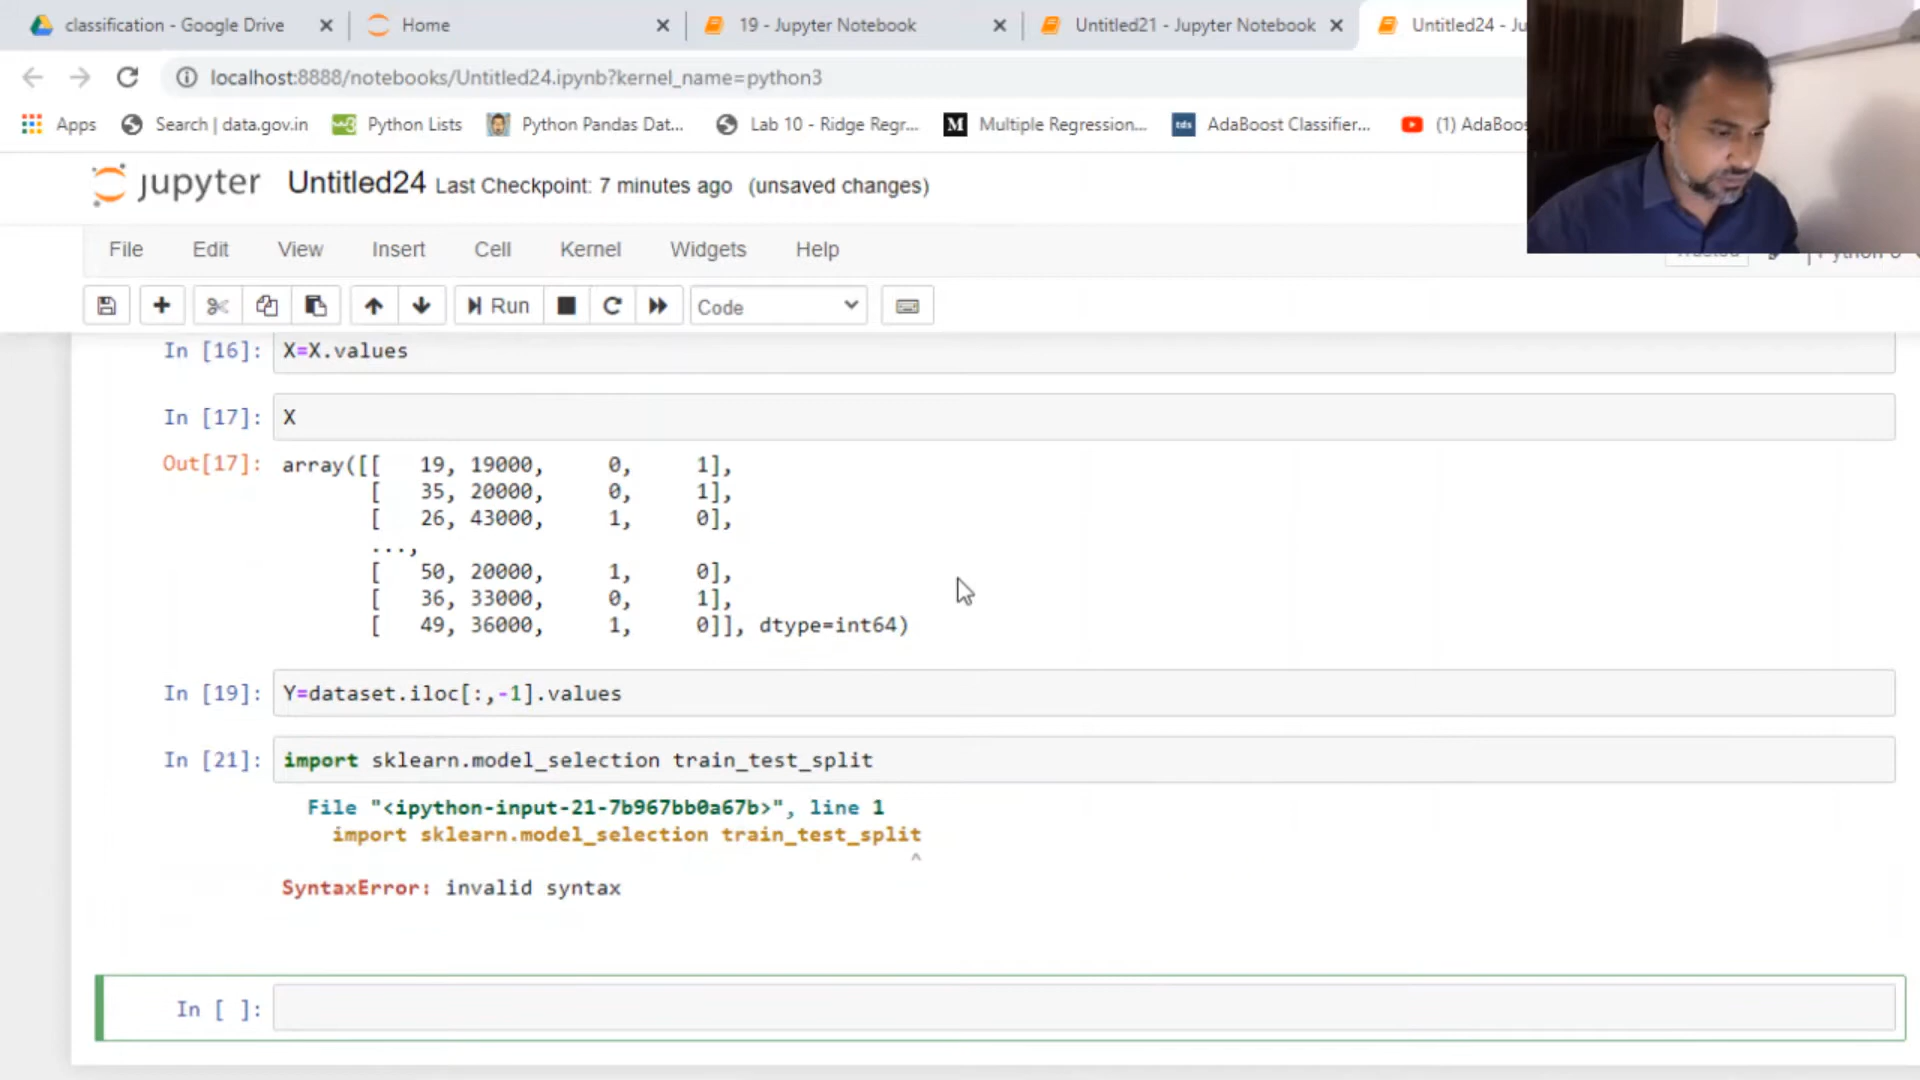 classification - Google Drive
Home
19 - Jupyter Notebook
Untitled21 - Jupyter Notebook
Untitled24 - Ju
localhost:8888/notebooks/Untitled24.ipynb?kernel_name=python3
Apps
Search | data.gov.in
Python Lists
Python Pandas Dat...
Lab 10 - Ridge Regr...
Multiple Regression...
AdaBoost Classifier...
(1) AdaBoos
jupyter Untitled24 Last Checkpoint: 7 minutes ago (unsaved changes)
File Edit View Insert Cell Kernel Widgets Help
Run Code
In [16]: X=X.values
In [17]: X
Out[17]: array([[ 19, 19000, 0, 1],
[ 35, 20000, 0, 1],
[ 26, 43000, 1, 0],
...,
[ 50, 20000, 1, 0],
[ 36, 33000, 0, 1],
[ 49, 36000, 1, 0]], dtype=int64)
In [19]: Y=dataset.iloc[:,-1].values
In [21]: import sklearn.model_selection train_test_split
File "<ipython-input-21-7b967bb0a67b>", line 1
import sklearn.model_selection train_test_split
^
SyntaxError: invalid syntax
In [ ]: